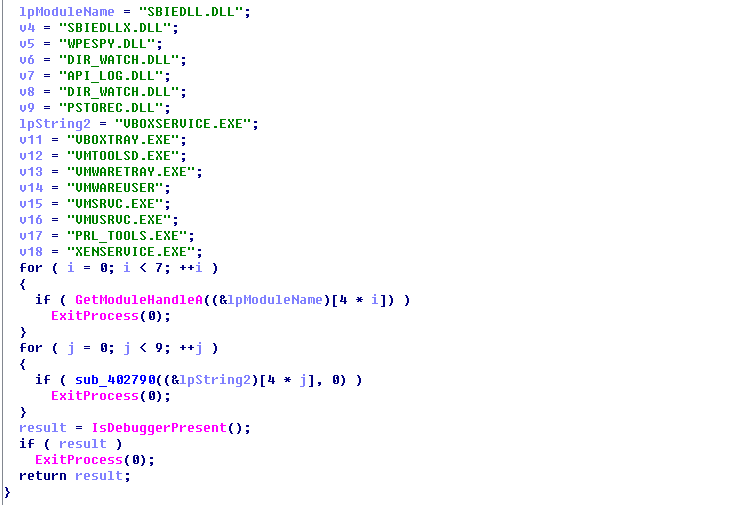 lpModuleName = "SBIEDLL.DLL";
v4 = "SBIEDLLX.DLL";
v5 = "WPESPY.DLL";
v6 = "DIR_WATCH.DLL";
v7 = "API_LOG.DLL";
v8 = "DIR_WATCH.DLL";
v9 = "PSTOREC.DLL";
lpString2 = "VBOXSERVICE.EXE";
v11 = "VBOXTRAY.EXE";
v12 = "VMTOOLSD.EXE";
v13 = "VMWARETRAY.EXE";
v14 = "VMWAREUSER";
v15 = "VMSRVC.EXE";
v16 = "VMUSRVC.EXE";
v17 = "PRL_TOOLS.EXE";
v18 = "XENSERVICE.EXE";
for ( i = 0; i < 7; ++i )
{
if ( GetModuleHandleA((&lpModuleName)[4 * i]) )
ExitProcess(0);
}
for ( j = 0; j < 9; ++j )
{
if ( sub_402790((&lpString2)[4 * j], 0) )
ExitProcess(0);
}
result = IsDebuggerPresent();
if ( result )
ExitProcess(0);
return result;
}